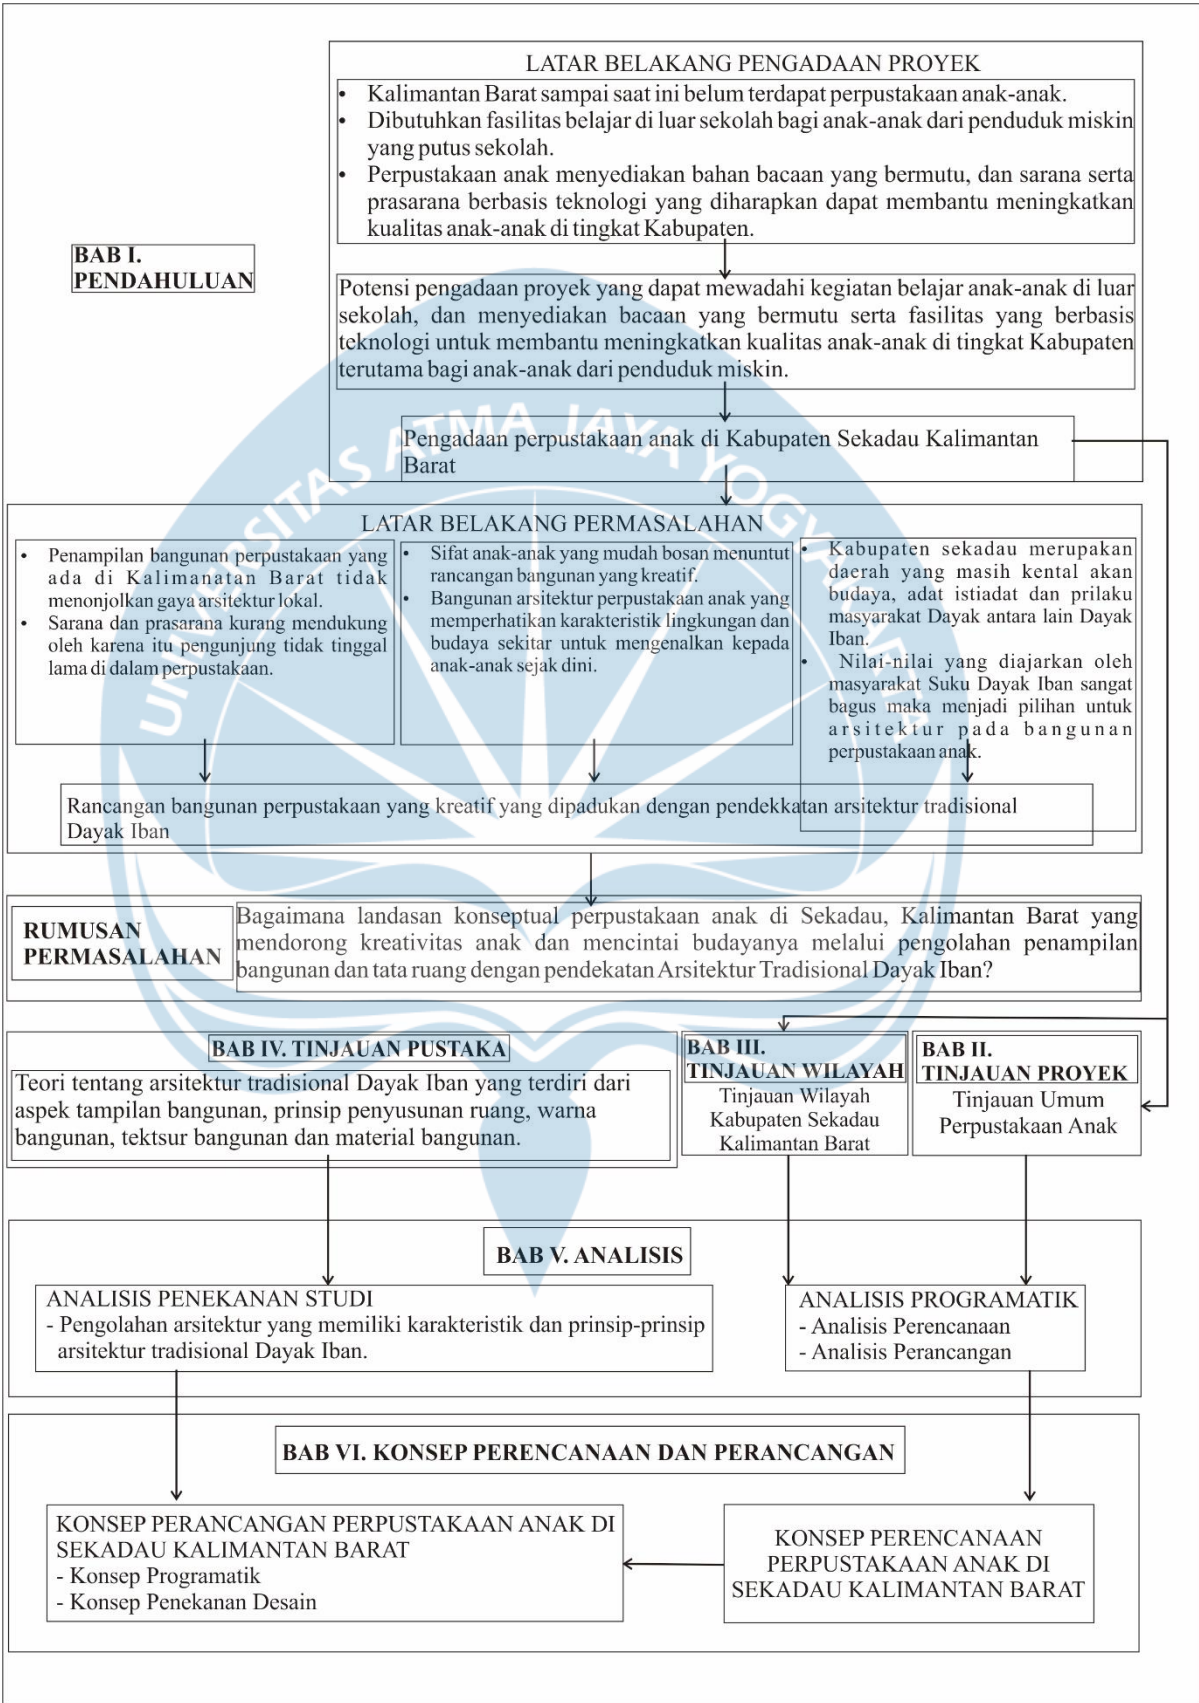 LATAR BELAKANG PENGADAAN PROYEK
• Kalimantan Barat sampai saat ini belum terdapat perpustakaan anak-anak.
• Dibutuhkan fasilitas belajar di luar sekolah bagi anak-anak dari penduduk miskin
yang putus sekolah.
• Perpustakaan anak menyediakan bahan bacaan yang bermutu, dan sarana serta
prasarana berbasis teknologi yang diharapkan dapat membantu meningkatkan
kualitas anak-anak di tingkat Kabupaten.
BAB I.
PENDAHULUAN
Potensi pengadaan proyek yang dapat mewadahi kegiatan belajar anak-anak di luar
sekolah, dan menyediakan bacaan yang bermutu serta fasilitas yang berbasis
teknologi untuk membantu meningkatkan kualitas anak-anak di tingkat Kabupaten
terutama bagi anak-anak dari penduduk miskin.
Pengadaan perpustakaan anak di Kabupaten Sekadau Kalimantan
Barat
UNIVERSITAS ATMA JAYA YOGYAKARTA
LATAR BELAKANG PERMASALAHAN
• Penampilan bangunan perpustakaan yang
ada di Kalimanatan Barat tidak
menonjolkan gaya arsitektur lokal.
• Sarana dan prasarana kurang mendukung
oleh karena itu pengunjung tidak tinggal
lama di dalam perpustakaan.
• Sifat anak-anak yang mudah bosan menuntut
rancangan bangunan yang kreatif.
• Bangunan arsitektur perpustakaan anak yang
memperhatikan karakteristik lingkungan dan
budaya sekitar untuk mengenalkan kepada
anak-anak sejak dini.
• Kabupaten sekadau merupakan
daerah yang masih kental akan
budaya, adat istiadat dan prilaku
masyarakat Dayak antara lain Dayak
Iban.
• Nilai-nilai yang diajarkan oleh
masyarakat Suku Dayak Iban sangat
bagus maka menjadi pilihan untuk
arsitektur pada bangunan
perpustakaan anak.
Rancangan bangunan perpustakaan yang kreatif yang dipadukan dengan pendekkatan arsitektur tradisional
Dayak Iban
RUMUSAN
PERMASALAHAN
Bagaimana landasan konseptual perpustakaan anak di Sekadau, Kalimantan Barat yang
mendorong kreativitas anak dan mencintai budayanya melalui pengolahan penampilan
bangunan dan tata ruang dengan pendekatan Arsitektur Tradisional Dayak Iban?
BAB IV. TINJAUAN PUSTAKA
Teori tentang arsitektur tradisional Dayak Iban yang terdiri dari
aspek tampilan bangunan, prinsip penyusunan ruang, warna
bangunan, tektsur bangunan dan material bangunan.
BAB III.
TINJAUAN WILAYAH
Tinjauan Wilayah
Kabupaten Sekadau
Kalimantan Barat
BAB II.
TINJAUAN PROYEK
Tinjauan Umum
Perpustakaan Anak
BAB V. ANALISIS
ANALISIS PENEKANAN STUDI
- Pengolahan arsitektur yang memiliki karakteristik dan prinsip-prinsip
arsitektur tradisional Dayak Iban.
ANALISIS PROGRAMATIK
- Analisis Perencanaan
- Analisis Perancangan
BAB VI. KONSEP PERENCANAAN DAN PERANCANGAN
KONSEP PERANCANGAN PERPUSTAKAAN ANAK DI
SEKADAU KALIMANTAN BARAT
- Konsep Programatik
- Konsep Penekanan Desain
KONSEP PERENCANAAN
PERPUSTAKAAN ANAK DI
SEKADAU KALIMANTAN BARAT